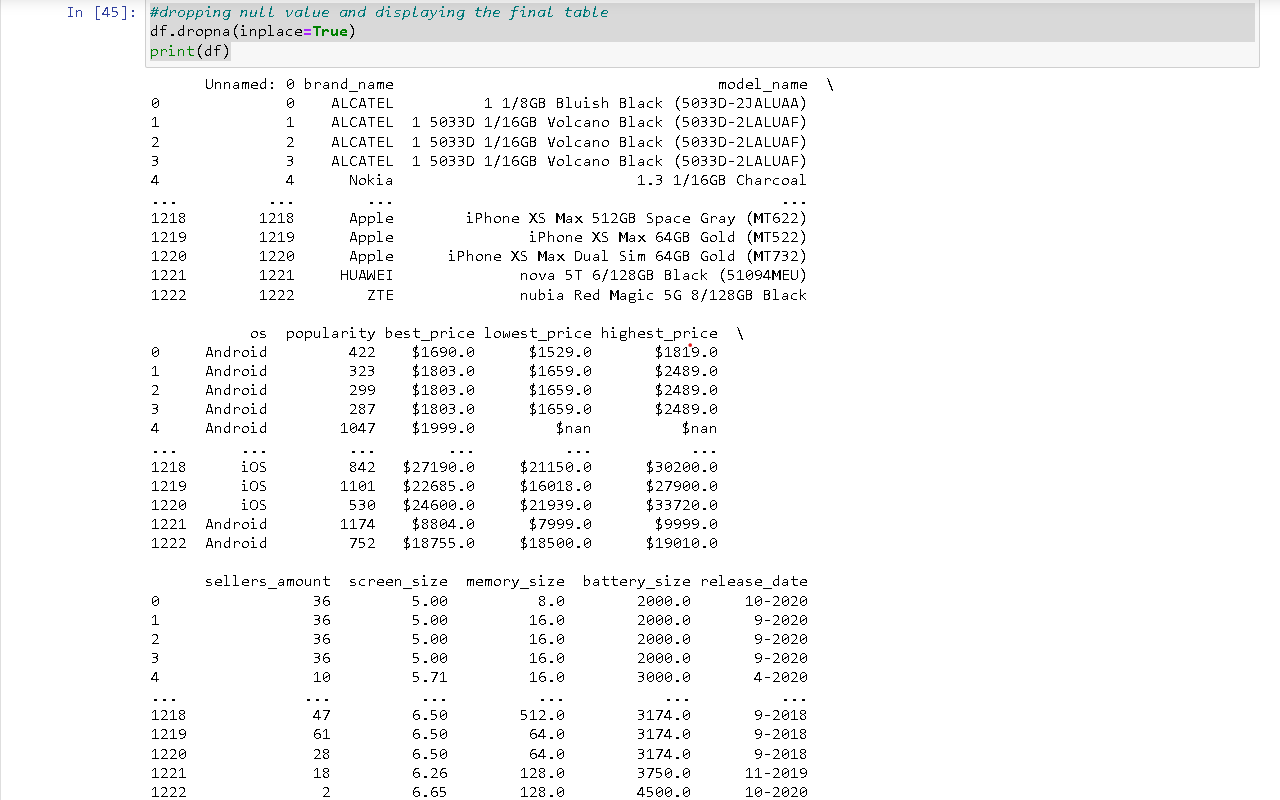 In [45]: #dropping null value and displaying the final table
df.dropna(inplace=True)
print(df)
Unnamed: 0 brand_name model_name \
0 0 ALCATEL 1 1/8GB Bluish Black (5033D-2JALUAA)
1 1 ALCATEL 1 5033D 1/16GB Volcano Black (5033D-2LALUAF)
2 2 ALCATEL 1 5033D 1/16GB Volcano Black (5033D-2LALUAF)
3 3 ALCATEL 1 5033D 1/16GB Volcano Black (5033D-2LALUAF)
4 4 Nokia 1.3 1/16GB Charcoal
... ... ... ...
1218 1218 Apple iPhone XS Max 512GB Space Gray (MT622)
1219 1219 Apple iPhone XS Max 64GB Gold (MT522)
1220 1220 Apple iPhone XS Max Dual Sim 64GB Gold (MT732)
1221 1221 HUAWEI nova 5T 6/128GB Black (51094MEU)
1222 1222 ZTE nubia Red Magic 5G 8/128GB Black
os popularity best_price lowest_price highest_price \
0 Android 422 $1690.0 $1529.0 $1819.0
1 Android 323 $1803.0 $1659.0 $2489.0
2 Android 299 $1803.0 $1659.0 $2489.0
3 Android 287 $1803.0 $1659.0 $2489.0
4 Android 1047 $1999.0 $nan $nan
... ... ... ... ... ...
1218 iOS 842 $27190.0 $21150.0 $30200.0
1219 iOS 1101 $22685.0 $16018.0 $27900.0
1220 iOS 530 $24600.0 $21939.0 $33720.0
1221 Android 1174 $8804.0 $7999.0 $9999.0
1222 Android 752 $18755.0 $18500.0 $19010.0
sellers_amount screen_size memory_size battery_size release_date
0 36 5.00 8.0 2000.0 10-2020
1 36 5.00 16.0 2000.0 9-2020
2 36 5.00 16.0 2000.0 9-2020
3 36 5.00 16.0 2000.0 9-2020
4 10 5.71 16.0 3000.0 4-2020
... ... ... ... ... ...
1218 47 6.50 512.0 3174.0 9-2018
1219 61 6.50 64.0 3174.0 9-2018
1220 28 6.50 64.0 3174.0 9-2018
1221 18 6.26 128.0 3750.0 11-2019
1222 2 6.65 128.0 4500.0 10-2020